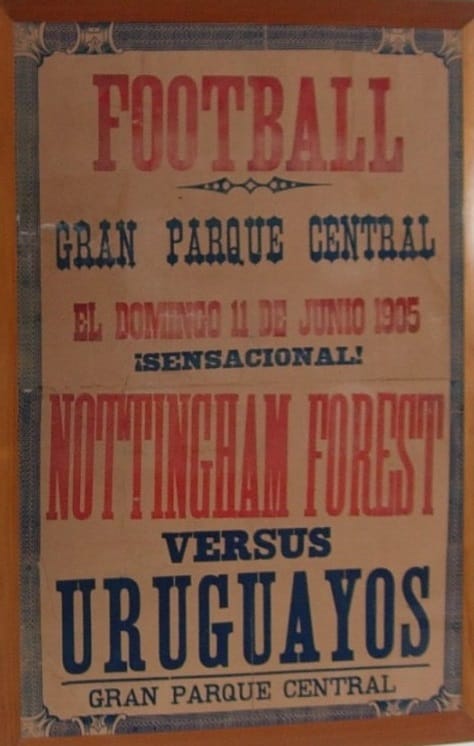 FOOTBALL
GRAN PARQUE CENTRAL
EL DOMINGO 11 DE JUNIO 1905
¡SENSACIONAL!
NOTTINGHAM FOREST
VERSUS
URUGUAYOS
GRAN PARQUE CENTRAL